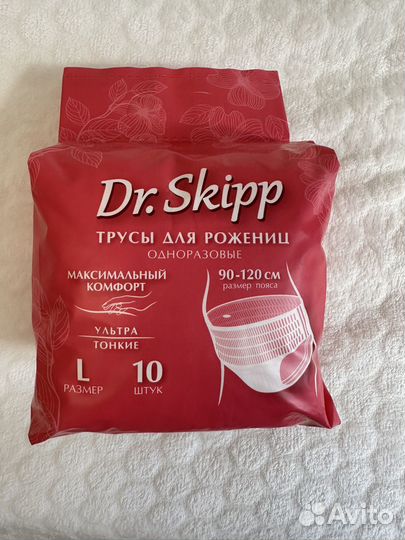 Dr. Skipp
ТРУСЫ ДЛЯ РОЖЕНИЦ
ОДНОРАЗОВЫЕ
МАКСИМАЛЬНЫЙ
КОМФОРТ
90-120 см
размер пояса
УЛЬТРА
ТОНКИЕ
L
РАЗМЕР
10
ШТУК
Avito